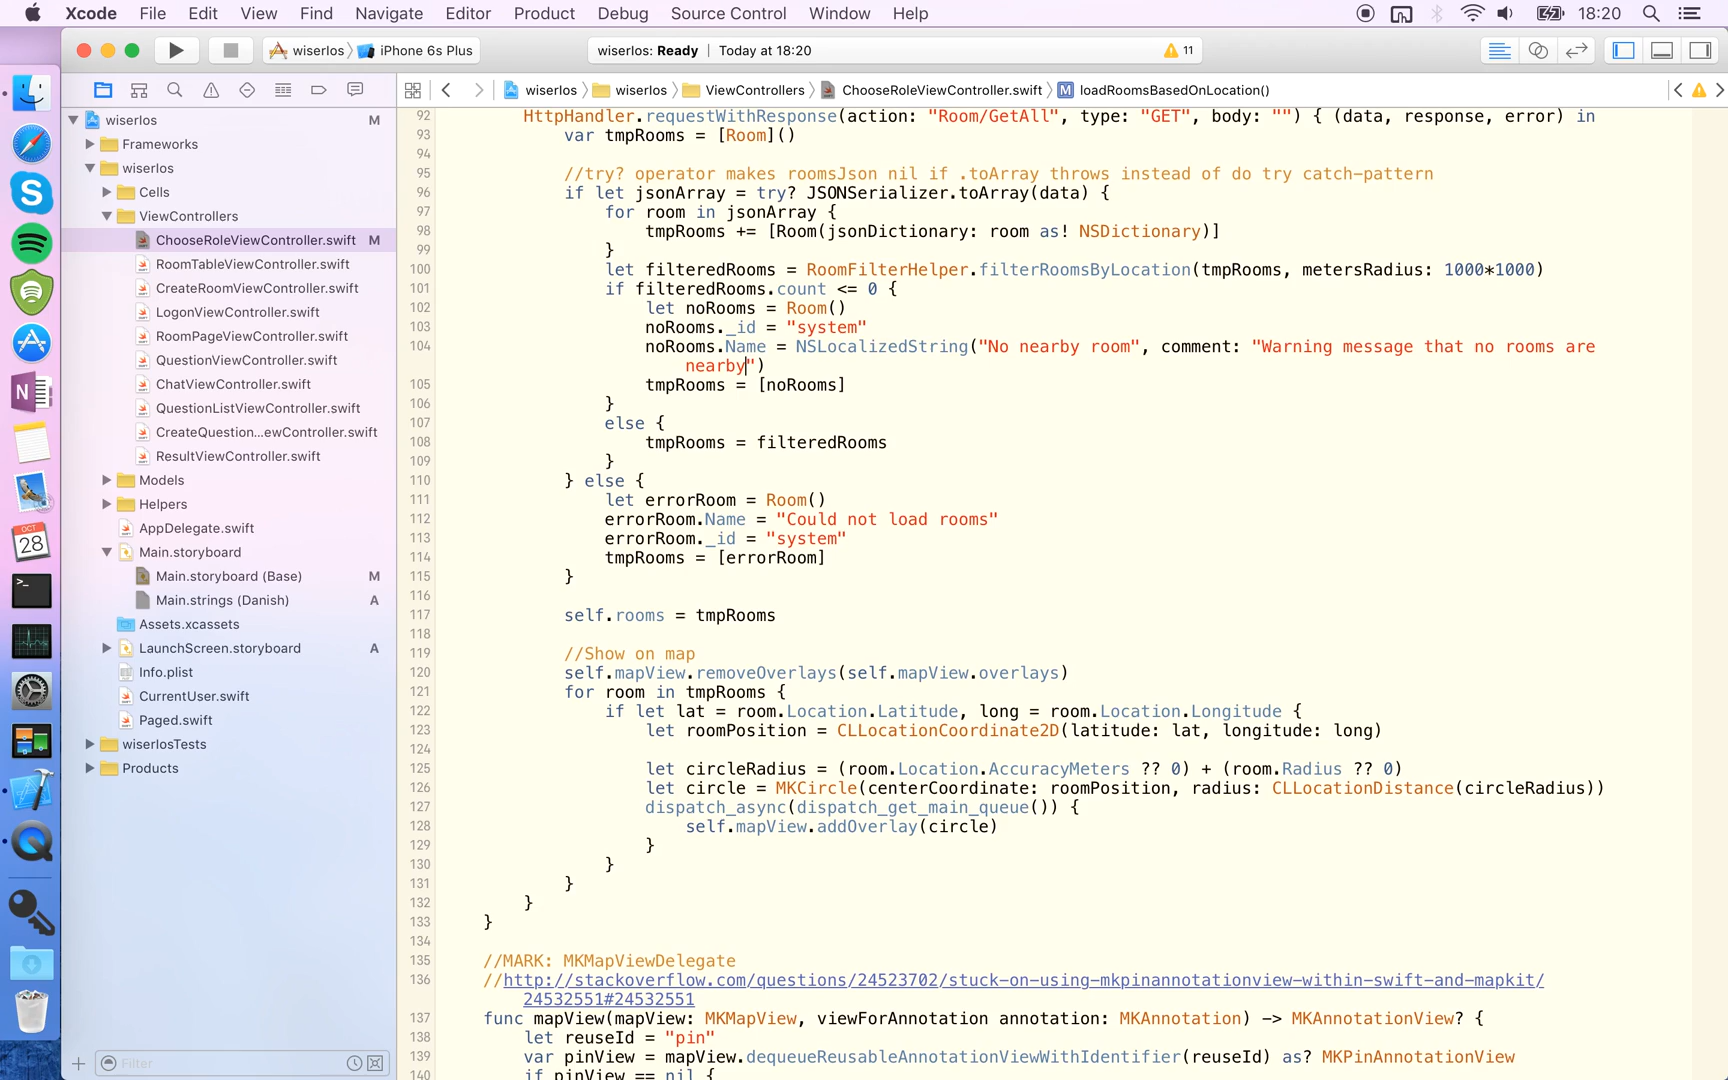 Xcode File Edit View Find Navigate Editor Product Debug Source Control Window Help 18:20
wiserIos iPhone 6s Plus wiserIos: Ready | Today at 18:20 11
wiserIos wiserIos ViewControllers ChooseRoleViewController.swift M loadRoomsBasedOnLocation()
wiserIos M
Frameworks
wiserIos
Cells
ViewControllers
ChooseRoleViewController.swift M
RoomTableViewController.swift
CreateRoomViewController.swift
LogonViewController.swift
RoomPageViewController.swift
QuestionViewController.swift
ChatViewController.swift
QuestionListViewController.swift
CreateQuestion...ewController.swift
ResultViewController.swift
Models
Helpers
AppDelegate.swift
Main.storyboard
Main.storyboard (Base) M
Main.strings (Danish) A
Assets.xcassets
LaunchScreen.storyboard A
Info.plist
CurrentUser.swift
Paged.swift
wiserIosTests
Products
Filter
OCT
28
92 HttpHandler.requestWithResponse(action: "Room/GetAll", type: "GET", body: "") { (data, response, error) in
93 var tmpRooms = [Room]()
94
95 //try? operator makes roomsJson nil if .toArray throws instead of do try catch-pattern
96 if let jsonArray = try? JSONSerializer.toArray(data) {
97 for room in jsonArray {
98 tmpRooms += [Room(jsonDictionary: room as! NSDictionary)]
99 }
100 let filteredRooms = RoomFilterHelper.filterRoomsByLocation(tmpRooms, metersRadius: 1000*1000)
101 if filteredRooms.count <= 0 {
102 let noRooms = Room()
103 noRooms._id = "system"
104 noRooms.Name = NSLocalizedString("No nearby room", comment: "Warning message that no rooms are
nearby")
105 tmpRooms = [noRooms]
106 }
107 else {
108 tmpRooms = filteredRooms
109 }
110 } else {
111 let errorRoom = Room()
112 errorRoom.Name = "Could not load rooms"
113 errorRoom._id = "system"
114 tmpRooms = [errorRoom]
115 }
116
117 self.rooms = tmpRooms
118
119 //Show on map
120 self.mapView.removeOverlays(self.mapView.overlays)
121 for room in tmpRooms {
122 if let lat = room.Location.Latitude, long = room.Location.Longitude {
123 let roomPosition = CLLocationCoordinate2D(latitude: lat, longitude: long)
124
125 let circleRadius = (room.Location.AccuracyMeters ?? 0) + (room.Radius ?? 0)
126 let circle = MKCircle(centerCoordinate: roomPosition, radius: CLLocationDistance(circleRadius))
127 dispatch_async(dispatch_get_main_queue()) {
128 self.mapView.addOverlay(circle)
129 }
130 }
131 }
132 }
133 }
134
135 //MARK: MKMapViewDelegate
136 //http://stackoverflow.com/questions/24523702/stuck-on-using-mkpinannotationview-within-swift-and-mapkit/
24532551#24532551
137 func mapView(mapView: MKMapView, viewForAnnotation annotation: MKAnnotation) -> MKAnnotationView? {
138 let reuseId = "pin"
139 var pinView = mapView.dequeueReusableAnnotationViewWithIdentifier(reuseId) as? MKPinAnnotationView
140 if pinView == nil {